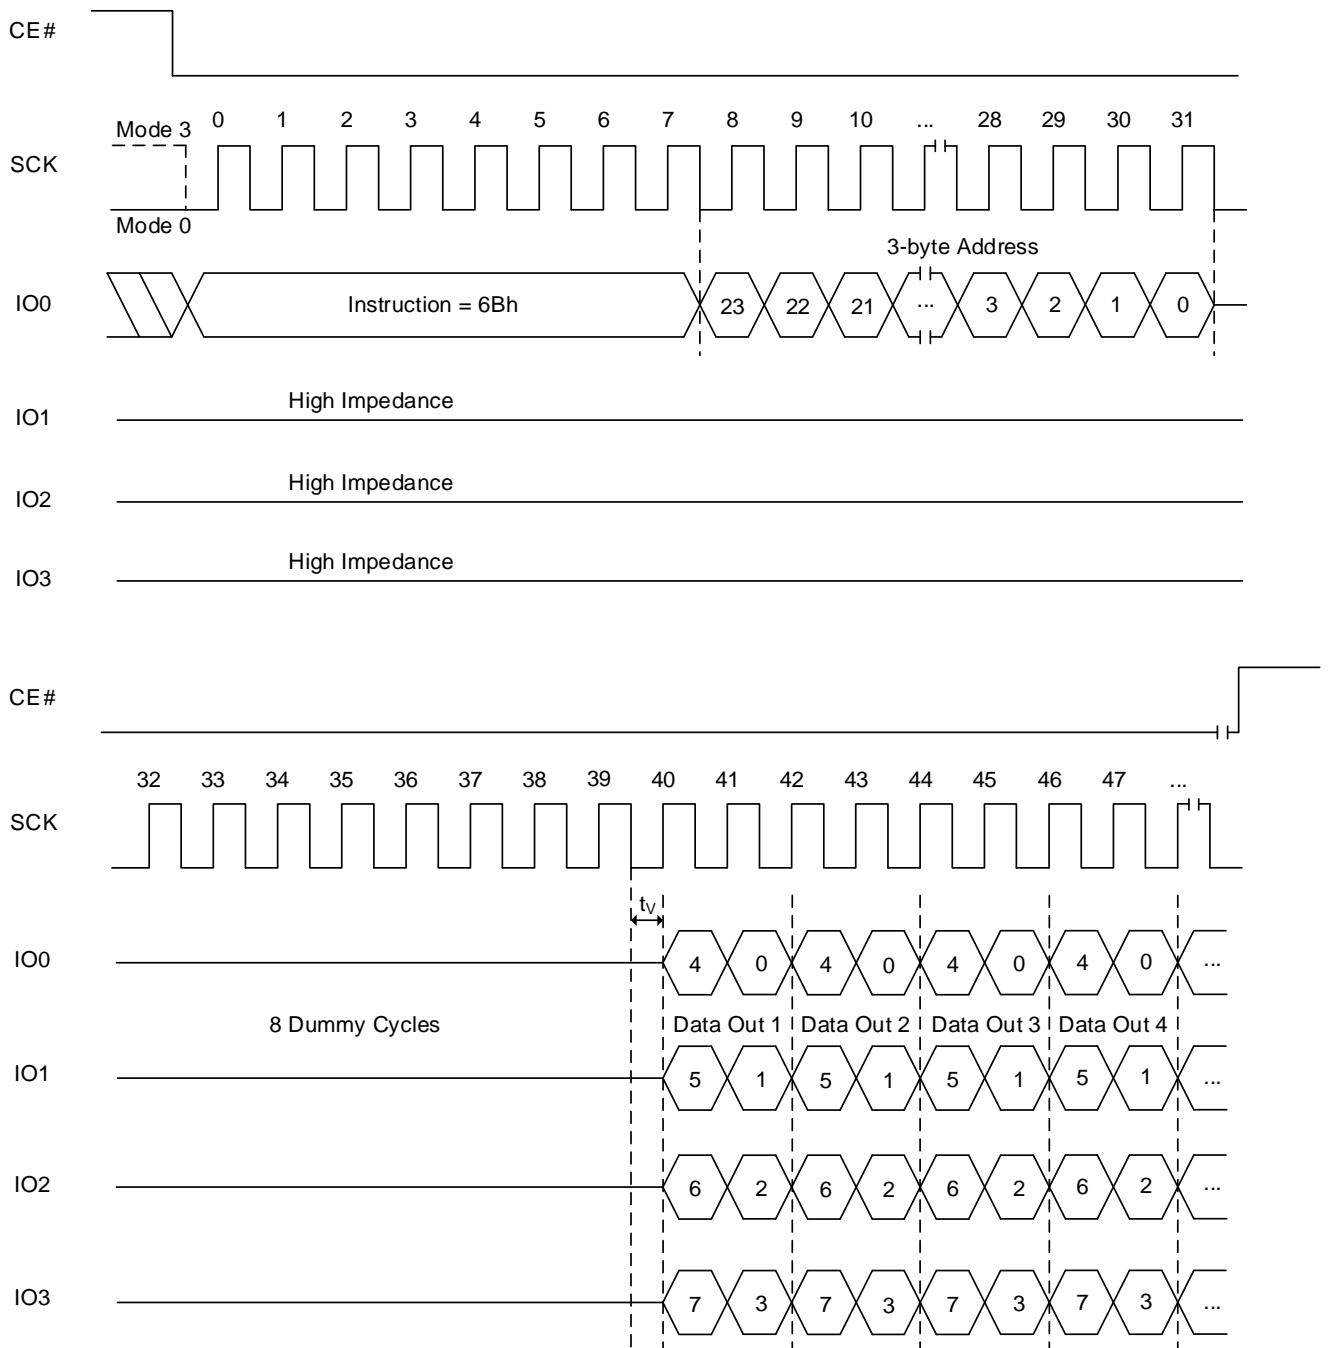 CE#
Mode 3 0 1 2 3 4 5 6 7 8 9 10 ... 28 29 30 31
SCK
Mode 0
3-byte Address
IO0 Instruction = 6Bh 23 22 21 ... 3 2 1 0
High Impedance
IO1
High Impedance
IO2
High Impedance
IO3
CE#
32 33 34 35 36 37 38 39 40 41 42 43 44 45 46 47 ...
SCK
tV
IO0 4 0 4 0 4 0 4 0 ...
8 Dummy Cycles Data Out 1 Data Out 2 Data Out 3 Data Out 4
IO1 5 1 5 1 5 1 5 1 ...
IO2 6 2 6 2 6 2 6 2 ...
IO3 7 3 7 3 7 3 7 3 ...